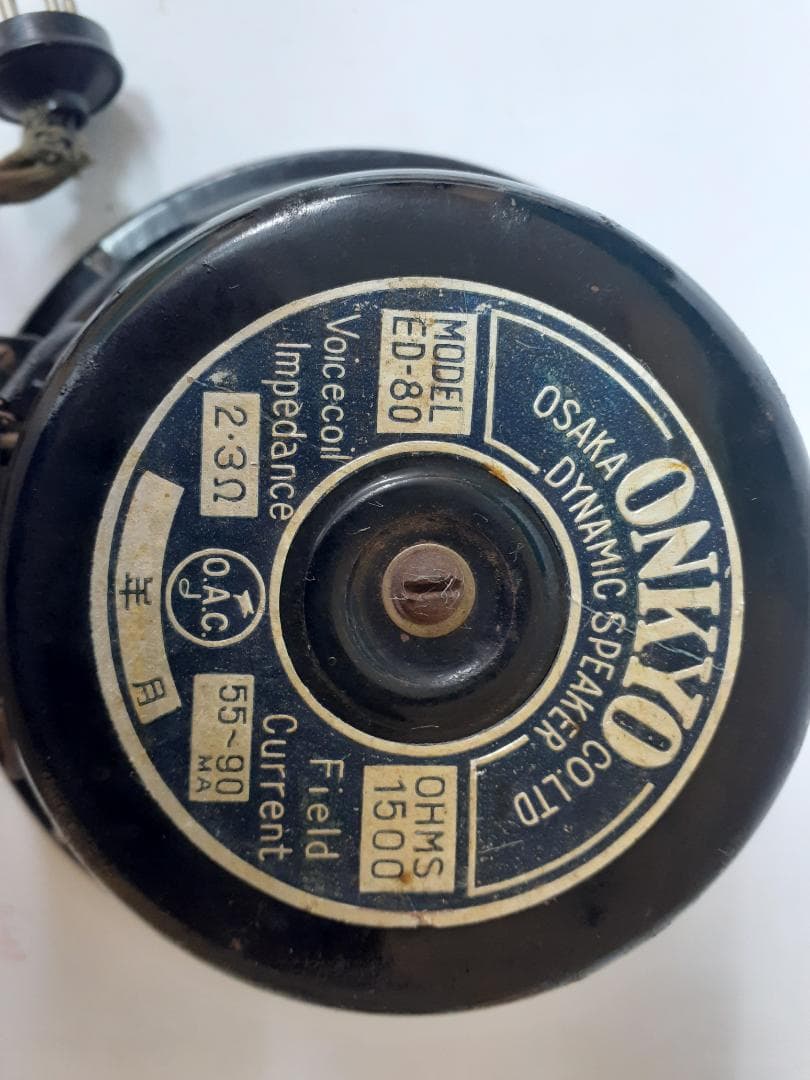 ONKYO
OSAKA CO.LTD
DYNAMIC SPEAKER
MODEL
ED-80
OHMS
1500
Voicecoil
Impedance
2·3Ω
Field
Current
55~90
MA
O.A.C.
年 月